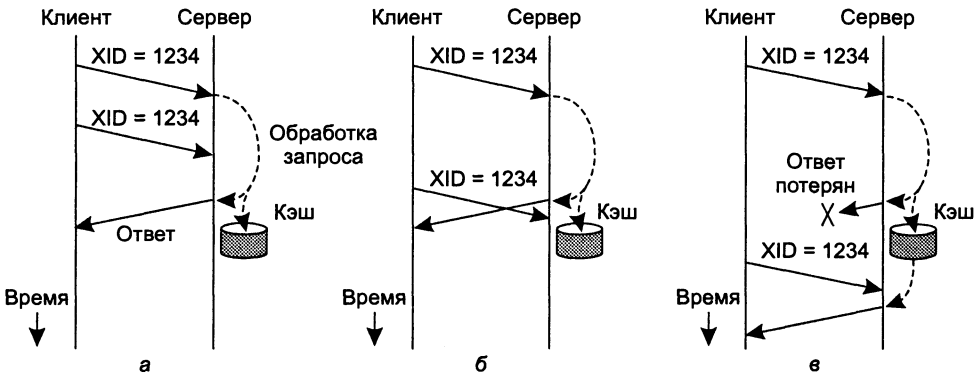 Клиент Сервер
XID = 1234
XID = 1234
Обработка
запроса
Кэш
Ответ
Время
а
Клиент Сервер
XID = 1234
XID = 1234
Кэш
Время
б
Клиент Сервер
XID = 1234
Ответ
потерян
Кэш
XID = 1234
Время
в